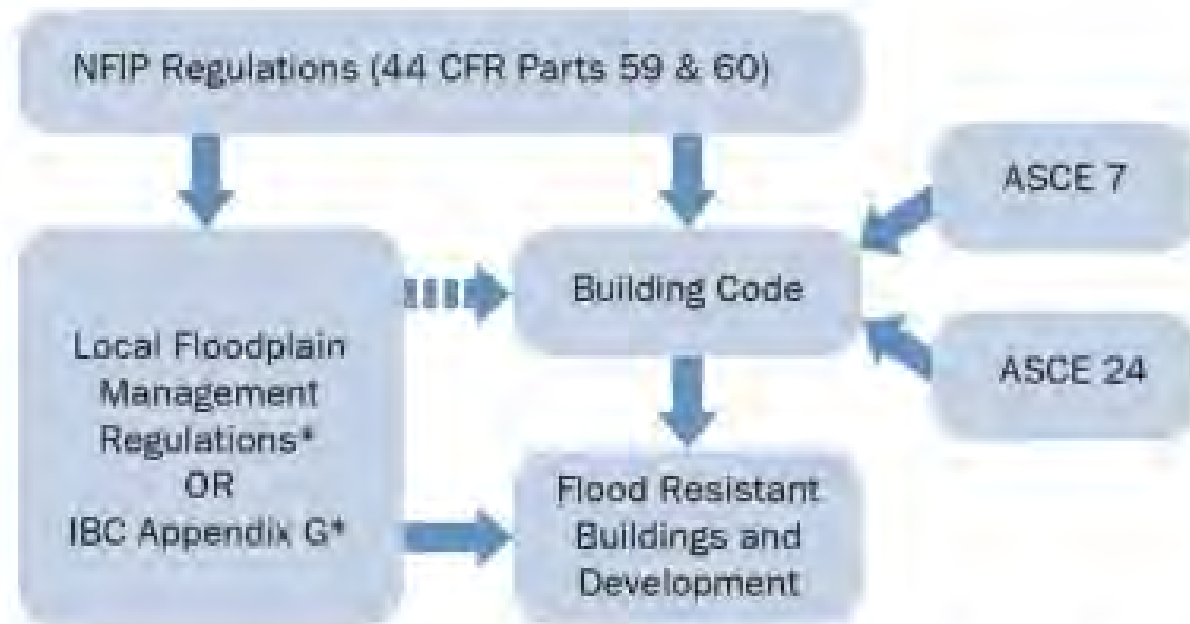 NFIP Regulations (44 CFR Parts 59 & 60)
ASCE 7
Building Code
Local Floodplain
Management
Regulations*
OR
IBC Appendix G*
ASCE 24
Flood Resistant
Buildings and
Development